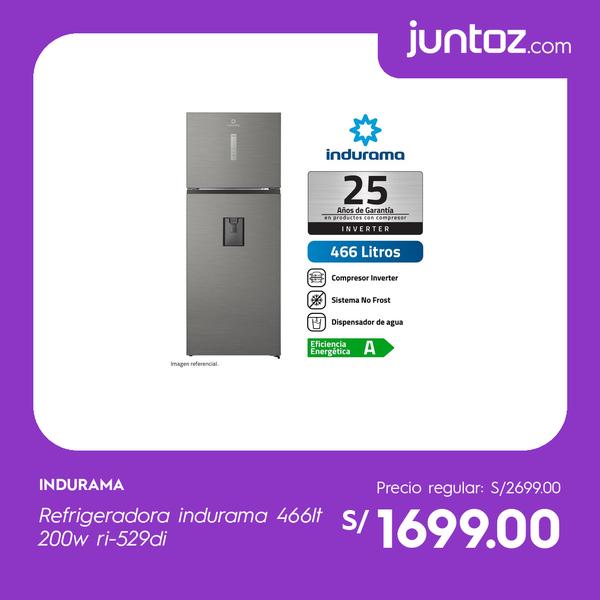 juntoz.com
indurama
indurama
25
Años de Garantía
en productos con compresor
INVERTER
466 Litros
Compresor Inverter
Sistema No Frost
Dispensador de agua
Eficiencia
Energética
A
Imagen referencial.
INDURAMA
Precio regular: S/2699.00
Refrigeradora indurama 466lt
200w ri-529di
S/1699.00